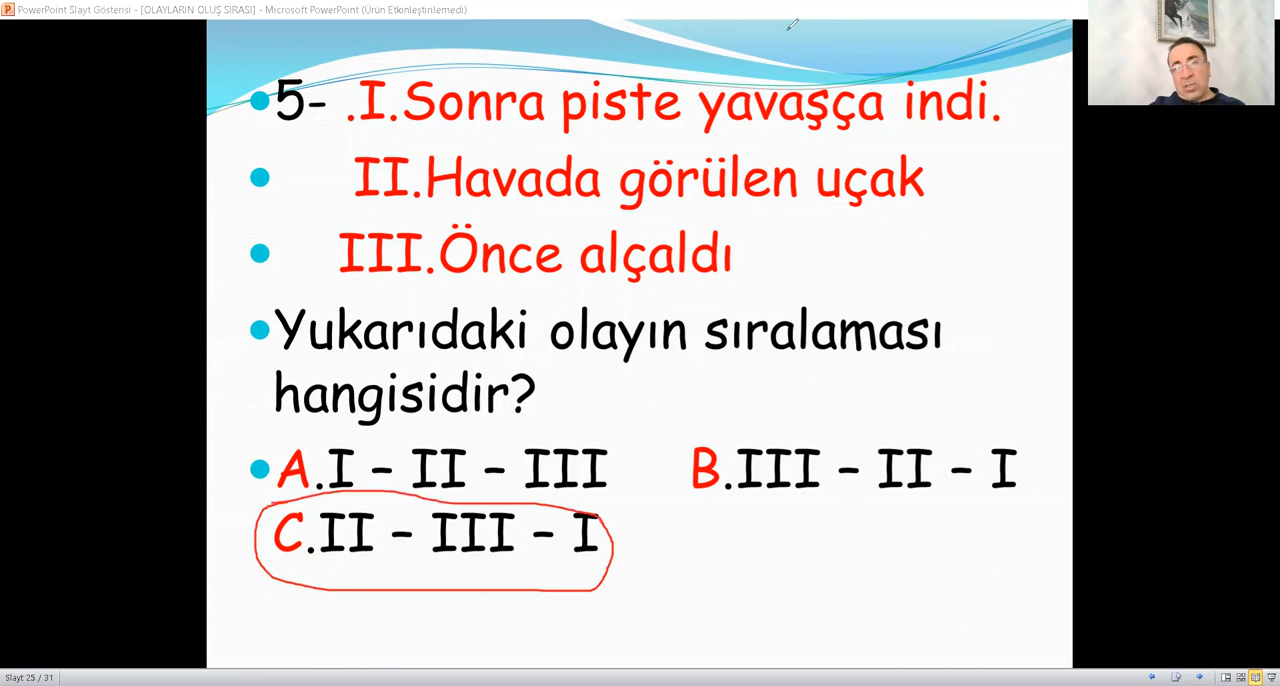 PowerPoint Slayt Gösterisi - [OLAYLARIN OLUŞ SIRASI] - Microsoft PowerPoint (Ürün Etkinleştirilemedi)
5- .I.Sonra piste yavaşça indi.
II.Havada görülen uçak
III.Önce alçaldı
Yukarıdaki olayın sıralaması
hangisidir?
A.I – II – III B.III – II – I
C.II – III – I
Slayt 25 / 31